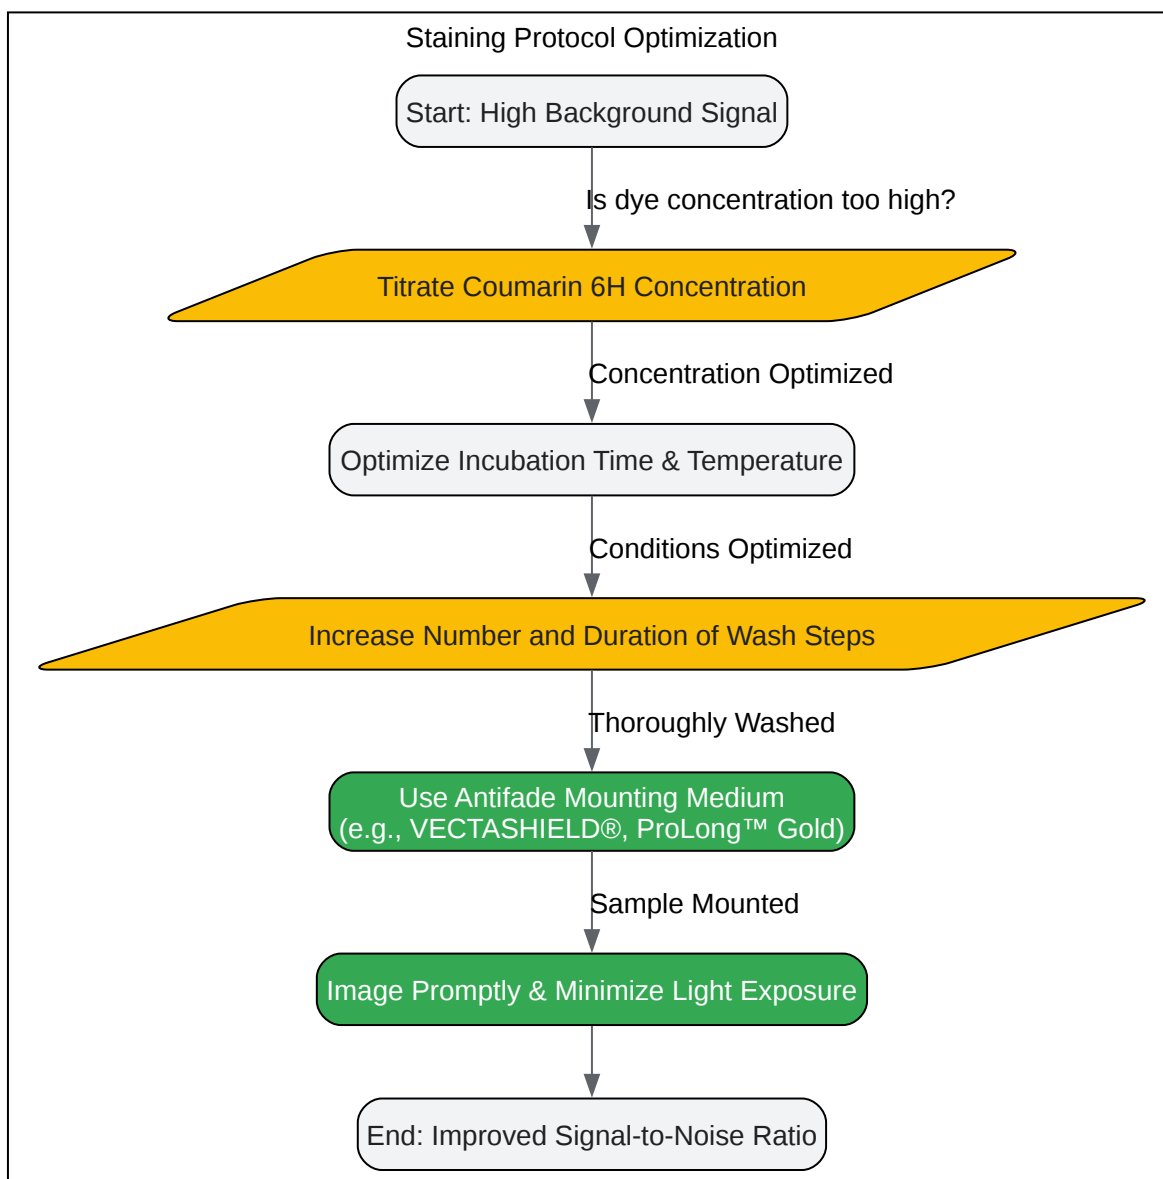 Staining Protocol Optimization
Start: High Background Signal
Is dye concentration too high?
Titrate Coumarin 6H Concentration
Concentration Optimized
Optimize Incubation Time & Temperature
Conditions Optimized
Increase Number and Duration of Wash Steps
Thoroughly Washed
Use Antifade Mounting Medium
(e.g., VECTASHIELD®, ProLong™ Gold)
Sample Mounted
Image Promptly & Minimize Light Exposure
End: Improved Signal-to-Noise Ratio